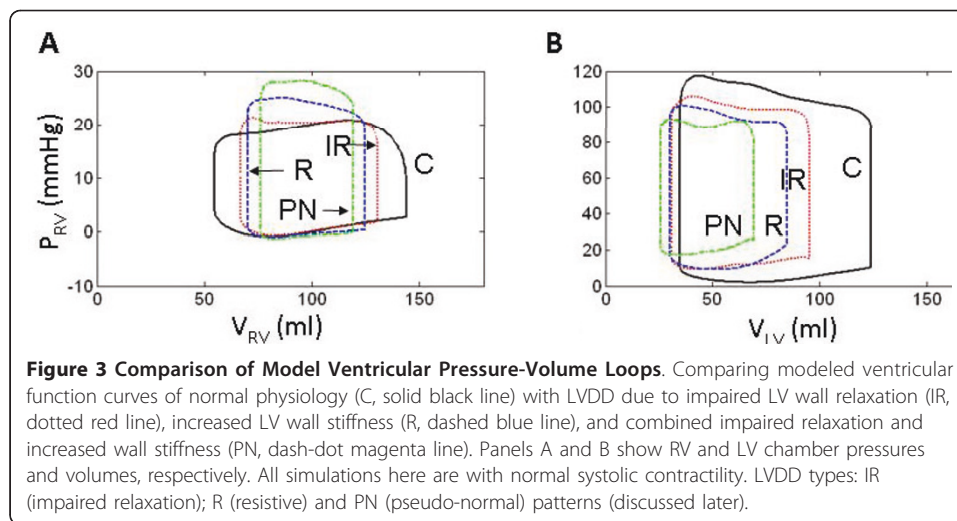 A
B
30
20
10
0
-10
P_RV (mmHg)
IR
C
R
PN
0
50
100
150
V_RV (ml)
120
100
80
60
40
20
0
IR
C
PN
R
0
50
100
150
V_LV (ml)
Figure 3 Comparison of Model Ventricular Pressure-Volume Loops. Comparing modeled ventricular
function curves of normal physiology (C, solid black line) with LVDD due to impaired LV wall relaxation (IR,
dotted red line), increased LV wall stiffness (R, dashed blue line), and combined impaired relaxation and
increased wall stiffness (PN, dash-dot magenta line). Panels A and B show RV and LV chamber pressures
and volumes, respectively. All simulations here are with normal systolic contractility. LVDD types: IR
(impaired relaxation); R (resistive) and PN (pseudo-normal) patterns (discussed later).